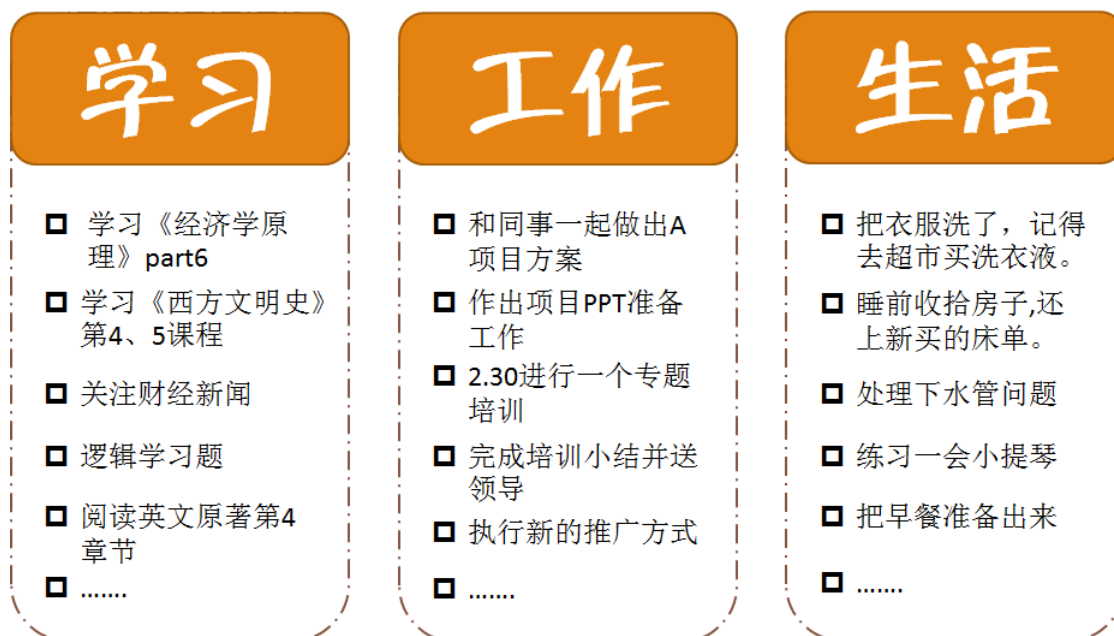 学习
学习《经济学原
理》part6
学习《西方文明史》
第4、5课程
关注财经新闻
逻辑学习题
阅读英文原著第4
章节
.......
工作
和同事一起做出A
项目方案
作出项目PPT准备
工作
2.30进行一个专题
培训
完成培训小结并送
领导
执行新的推广方式
.......
生活
把衣服洗了，记得
去超市买洗衣液。
睡前收拾房子,还
上新买的床单。
处理下水管问题
练习一会小提琴
把早餐准备出来
.......